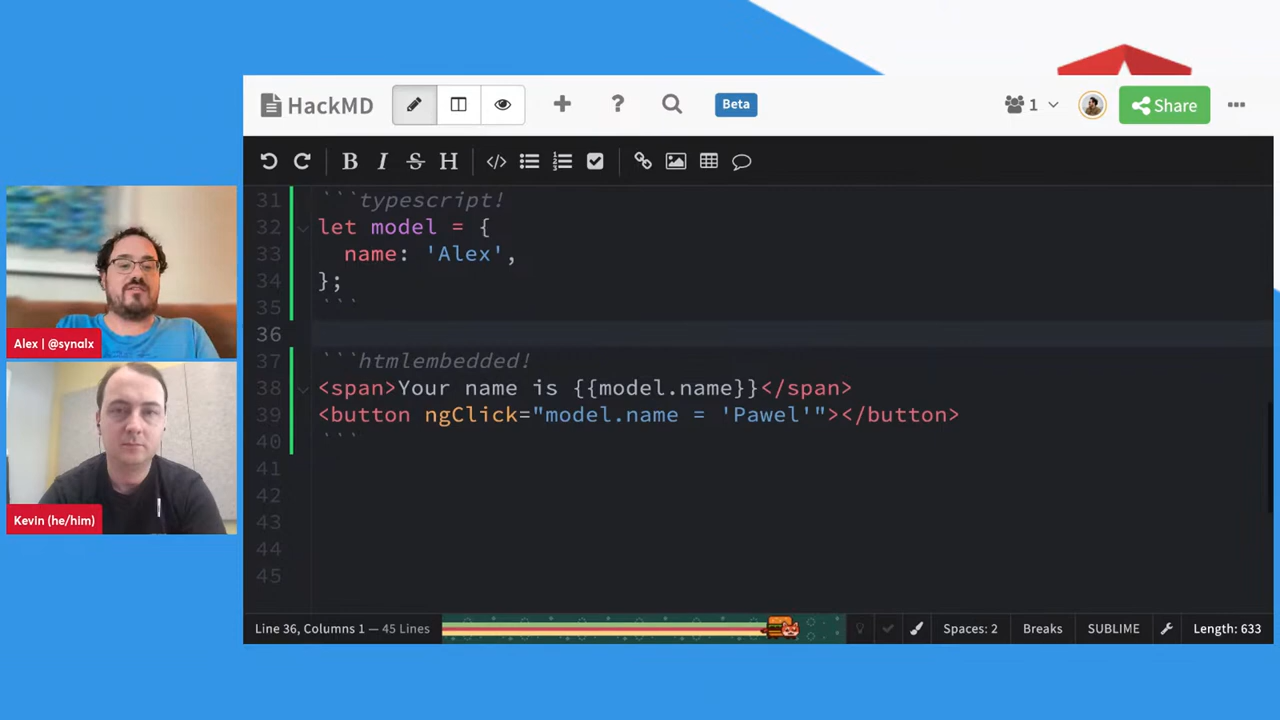 HackMD
Beta
1
Share
31 ```typescript!
32 let model = {
33 name: 'Alex',
34 };
35 ```
36
37 ```htmlembedded!
38 <span>Your name is {{model.name}}</span>
39 <button ngClick="model.name = 'Pawel'"></button>
40 ```
41
42
43
44
45
Line 36, Columns 1 — 45 Lines
Spaces: 2
Breaks
SUBLIME
Length: 633
Alex | @synalx
Kevin (he/him)